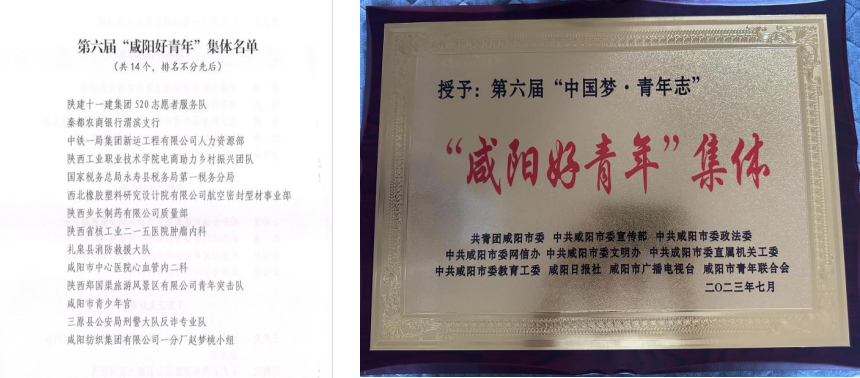 第六届“咸阳好青年”集体名单
(共14个，排名不分先后)
陕建十一建集团520志愿者服务队
秦都农商银行渭滨支行
中铁一局集团新运工程有限公司人力资源部
陕西工业职业技术学院电商助力乡村振兴团队
国家税务总局永寿县税务局第一税务分局
西北橡胶塑料研究设计院有限公司航空密封型材事业部
陕西步长制药有限公司质量部
陕西省核工业二一五医院肿瘤内科
礼泉县消防救援大队
咸阳市中心医院心血管内二科
陕西郑国渠旅游风景区有限公司青年突击队
咸阳市青少年宫
三原县公安局刑警大队反诈专业队
咸阳纺织集团有限公司一分厂赵梦桃小组
授予：第六届“中国梦·青年志”
“咸阳好青年”集体
共青团咸阳市委 中共咸阳市委宣传部 中共咸阳市委政法委
中共咸阳市委网信办 中共咸阳市委文明办 中共咸阳市委直属机关工委
中共咸阳市委教育工委 咸阳日报社 咸阳市广播电视台 咸阳市青年联合会
二〇二三年七月